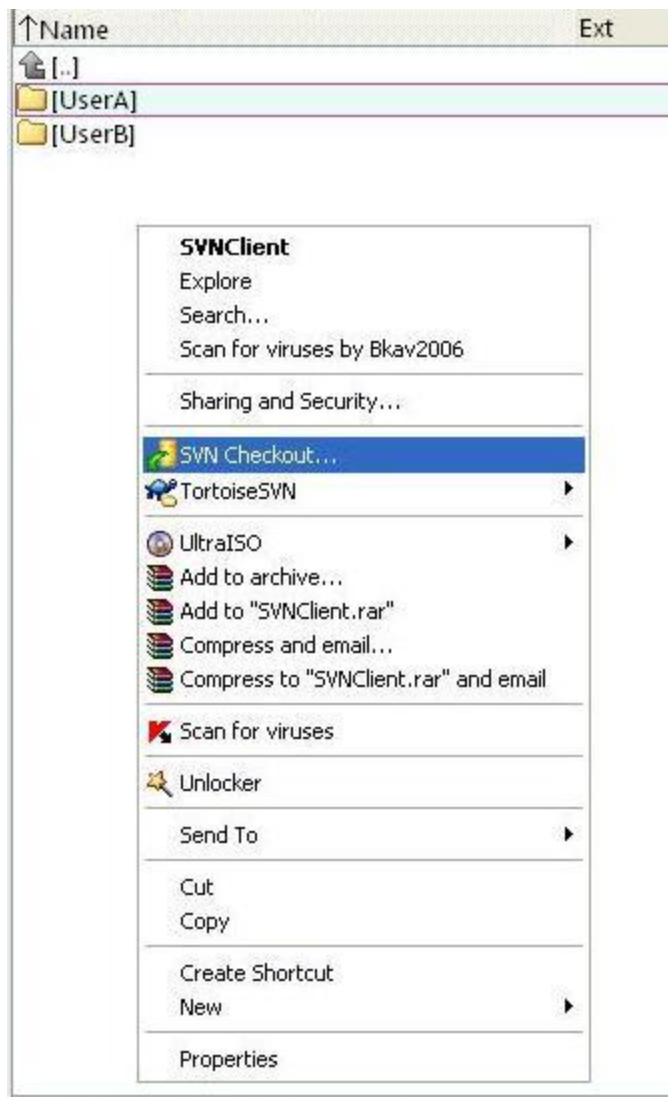 ↑Name Ext
[..]
[UserA]
[UserB]
SVNClient
Explore
Search...
Scan for viruses by Bkav2006
Sharing and Security...
SVN Checkout...
TortoiseSVN
UltraISO
Add to archive...
Add to "SVNClient.rar"
Compress and email...
Compress to "SVNClient.rar" and email
Scan for viruses
Unlocker
Send To
Cut
Copy
Create Shortcut
New
Properties